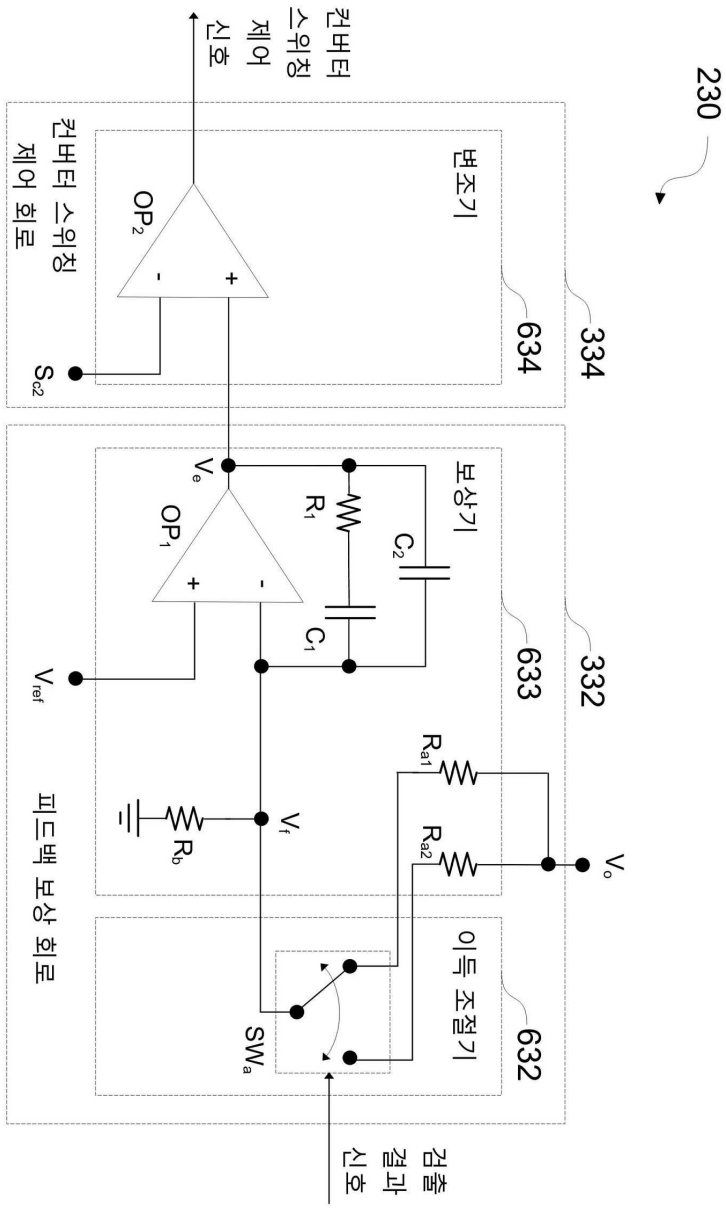 230
컨버터
스위칭
제어
신호
334
634
변조기
OP2
+
-
Sc2
컨버터 스위칭
제어 회로
332
633
보상기
C2
R1
C1
Ve
OP1
-
+
Vref
Vo
Ra1
Ra2
Vf
Rb
피드백 보상 회로
632
이득 조절기
SWa
검출
결과
신호